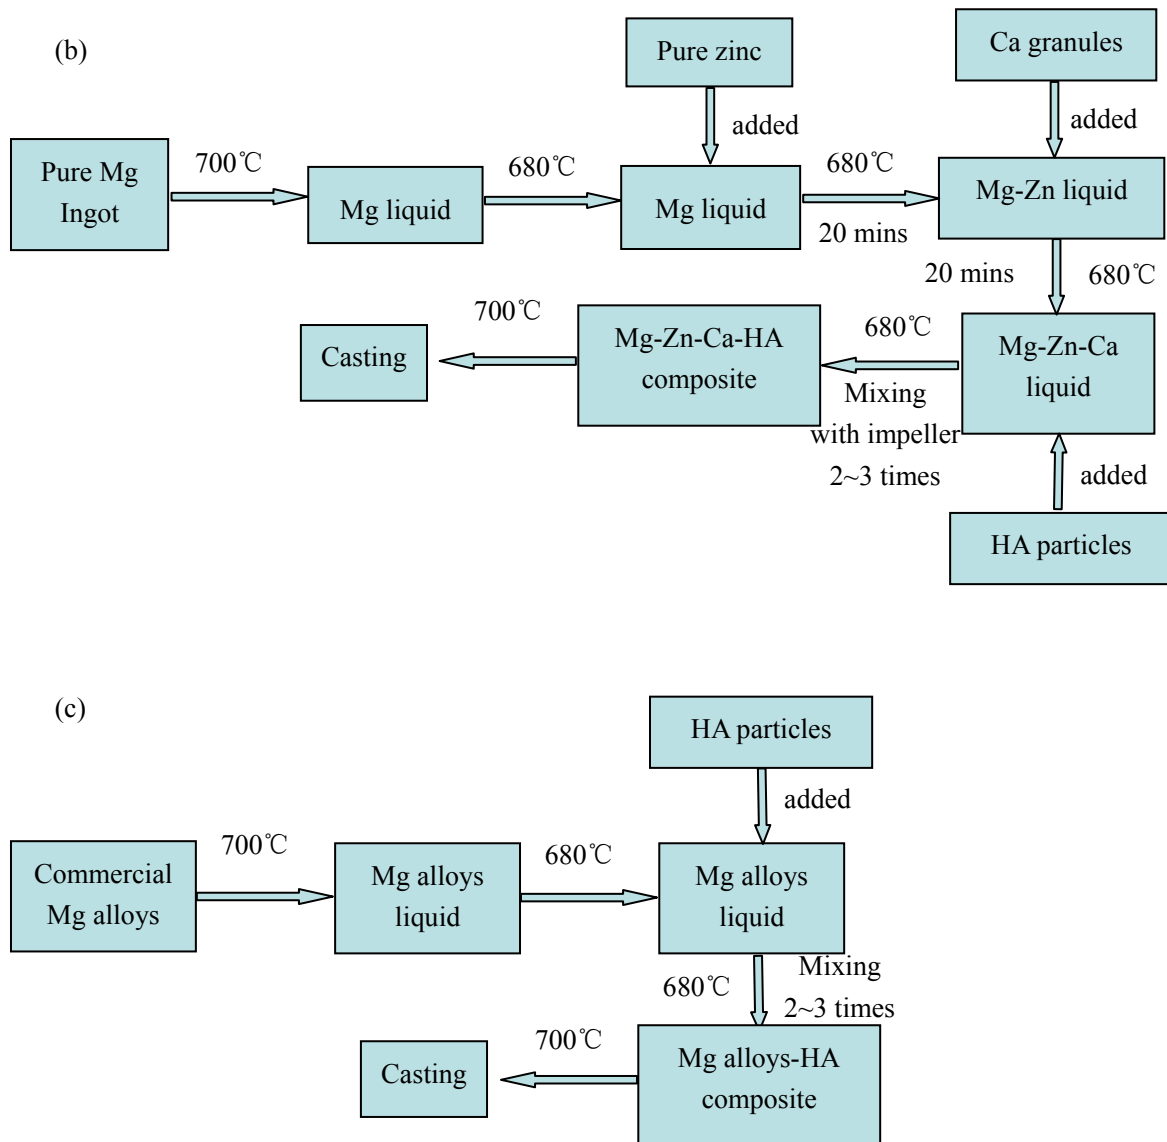 (b)
Pure zinc
Ca granules
added
added
Pure Mg
Ingot
700℃
Mg liquid
680℃
Mg liquid
680℃
20 mins
Mg-Zn liquid
20 mins
680℃
Mg-Zn-Ca
liquid
680℃
Mixing
with impeller
2~3 times
Mg-Zn-Ca-HA
composite
700℃
Casting
added
HA particles
(c)
HA particles
added
Commercial
Mg alloys
700℃
Mg alloys
liquid
680℃
Mg alloys
liquid
680℃
Mixing
2~3 times
Mg alloys-HA
composite
700℃
Casting